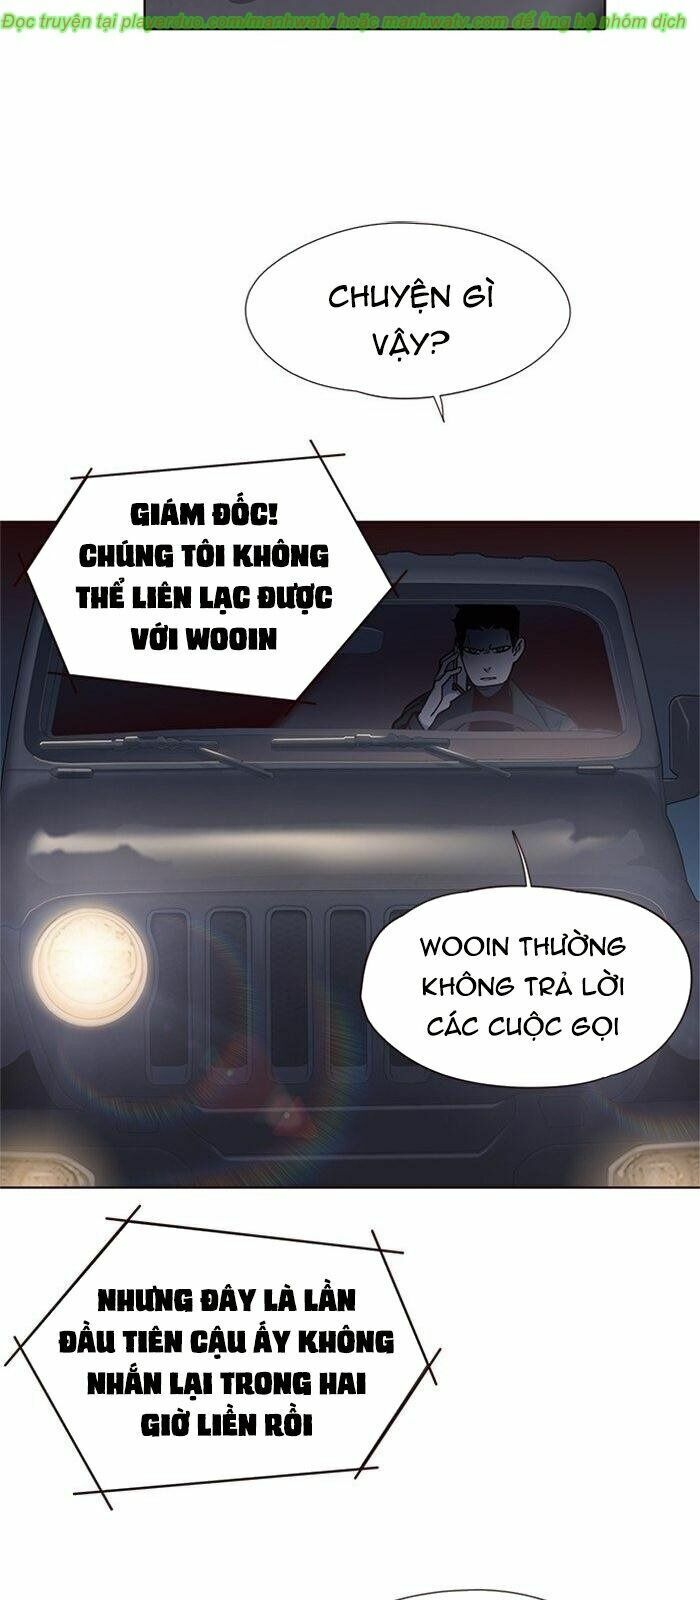 Đọc truyện tại playerduo.com/manhwatv hoặc manhwatv.com để ủng hộ nhóm dịch
CHUYỆN GÌ
VẬY?
GIÁM ĐỐC!
CHÚNG TÔI KHÔNG
THỂ LIÊN LẠC ĐƯỢC
VỚI WOOIN
WOOIN THƯỜNG
KHÔNG TRẢ LỜI
CÁC CUỘC GỌI
NHƯNG ĐÂY LÀ LẦN
ĐẦU TIÊN CẬU ẤY KHÔNG
NHẮN LẠI TRONG HAI
GIỜ LIỀN RỒI